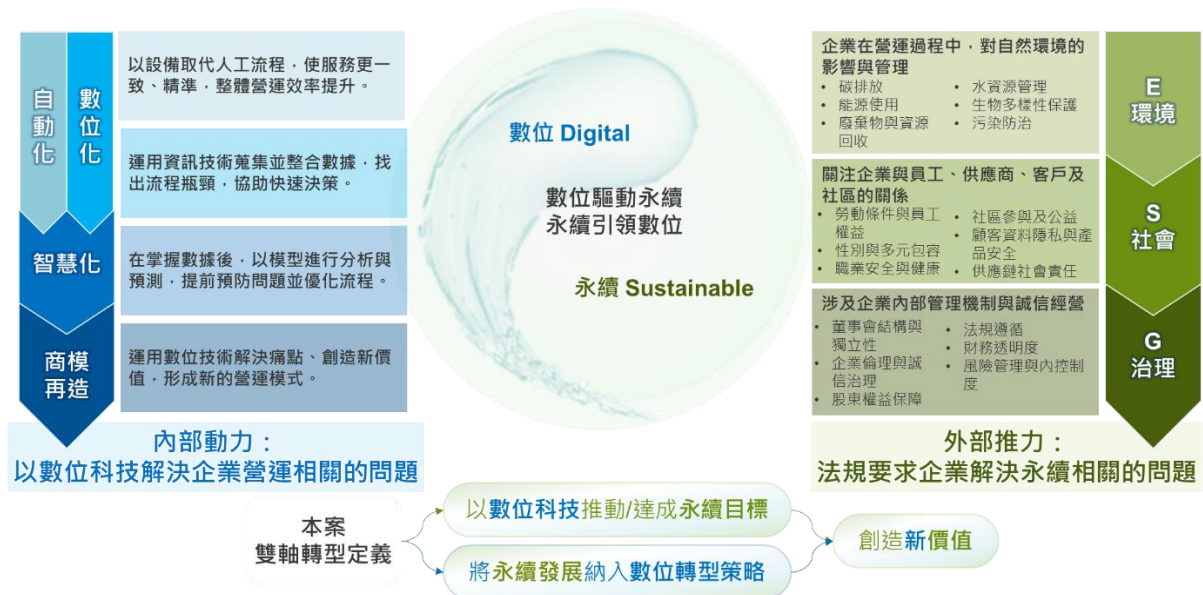 自動化
數位化
以設備取代人工流程，使服務更一
致、精準，整體營運效率提升。
運用資訊技術蒐集並整合數據，找
出流程瓶頸，協助快速決策。
智慧化
在掌握數據後，以模型進行分析與
預測，提前預防問題並優化流程。
商模
再造
運用數位技術解決痛點、創造新價
值，形成新的營運模式。
內部動力：
以數位科技解決企業營運相關的問題
數位 Digital
數位驅動永續
永續引領數位
永續 Sustainable
企業在營運過程中，對自然環境的
影響與管理
• 碳排放
• 能源使用
• 廢棄物與資源
回收
• 水資源管理
• 生物多樣性保護
• 污染防治
E
環境
關注企業與員工、供應商、客戶及
社區的關係
• 勞動條件與員工
權益
• 性別與多元包容
• 職業安全與健康
• 社區參與及公益
• 顧客資料隱私與產
品安全
• 供應鏈社會責任
S
社會
涉及企業內部管理機制與誠信經營
• 董事會結構與
獨立性
• 企業倫理與誠
信治理
• 股東權益保障
• 法規遵循
• 財務透明度
• 風險管理與內控制
度
G
治理
外部推力：
法規要求企業解決永續相關的問題
本案
雙軸轉型定義
以數位科技推動/達成永續目標
將永續發展納入數位轉型策略
創造新價值